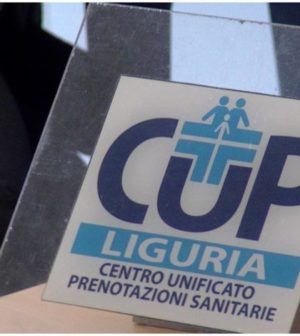 CUP
LIGURIA
CENTRO UNIFICATO
PRENOTAZIONI SANITARIE